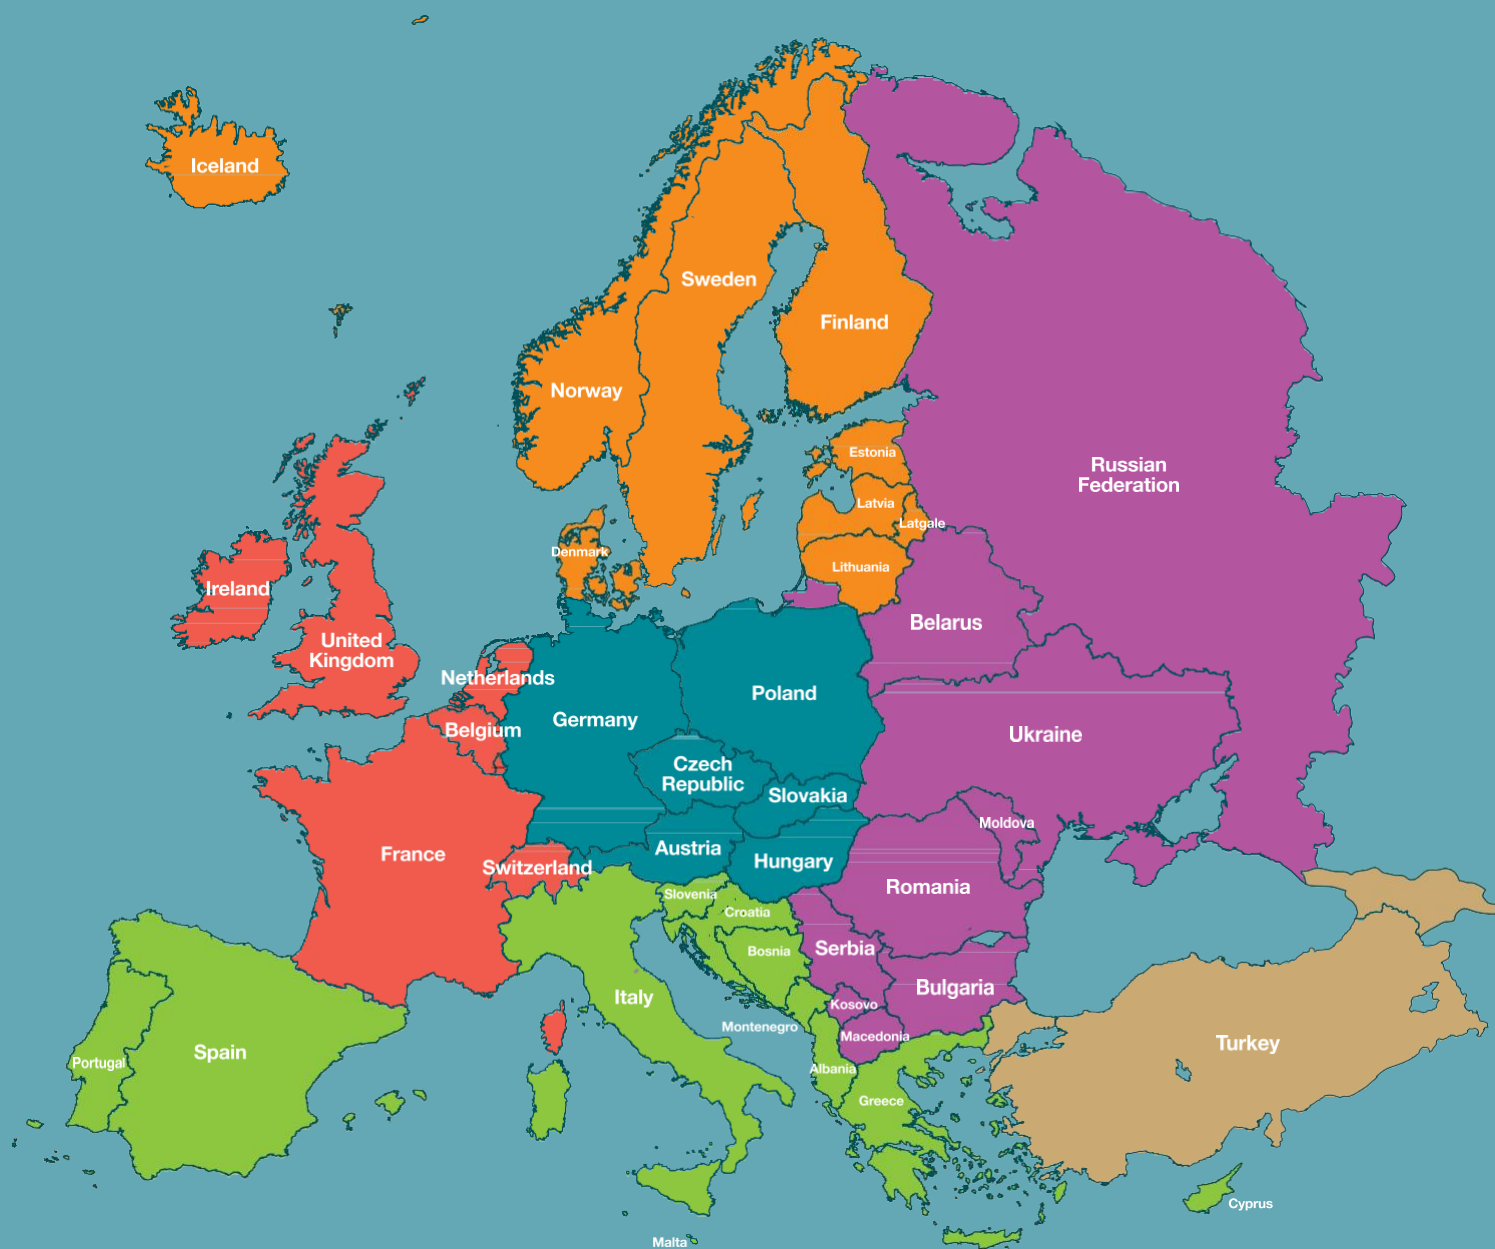 Iceland
Sweden
Finland
Norway
Estonia
Russian
Federation
Latvia
Latgale
Denmark
Lithuania
Ireland
Belarus
United
Kingdom
Netherlands
Poland
Germany
Belgium
Ukraine
Czech
Republic
Slovakia
Moldova
Austria
France
Hungary
Switzerland
Romania
Slovenia
Croatia
Serbia
Bosnia
Bulgaria
Italy
Kosovo
Montenegro
Macedonia
Turkey
Spain
Portugal
Albania
Greece
Cyprus
Malta